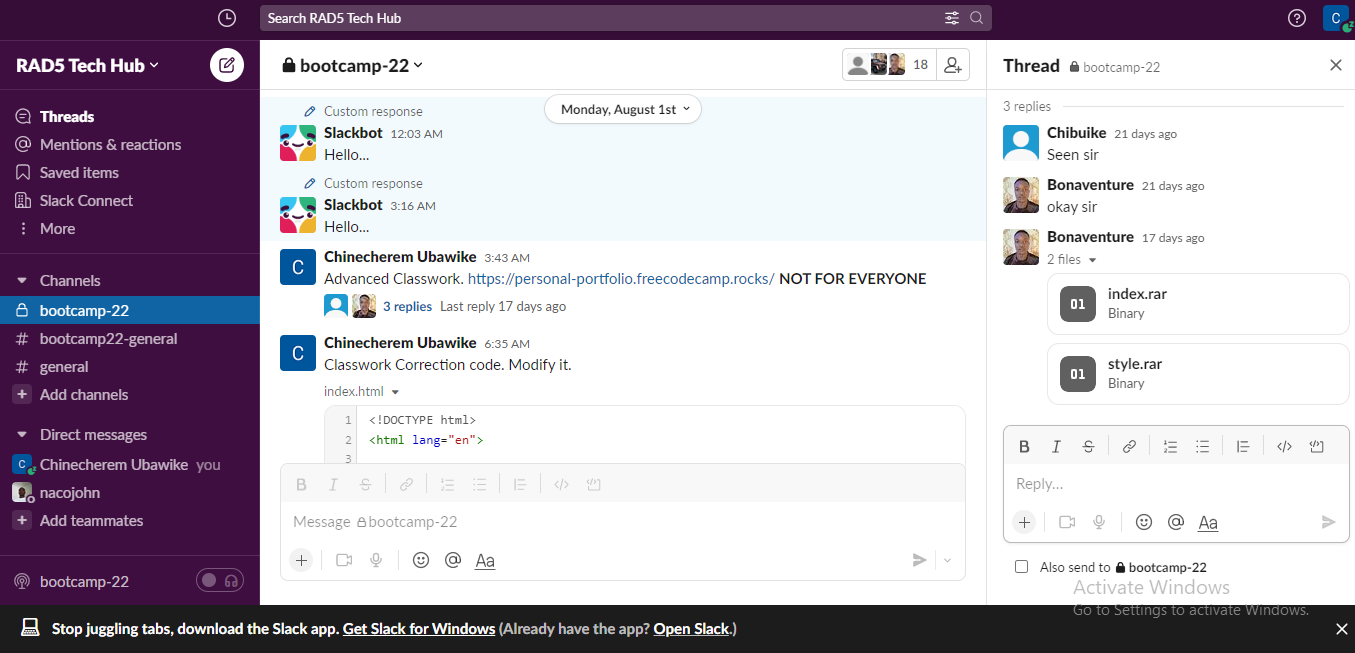 Search RAD5 Tech Hub
C
RAD5 Tech Hub
Threads
Mentions & reactions
Saved items
Slack Connect
More
Channels
bootcamp-22
# bootcamp22-general
# general
+ Add channels
Direct messages
C Chinecherem Ubawike you
nacojohn
+ Add teammates
bootcamp-22
bootcamp-22
18
Monday, August 1st
Custom response
Slackbot 12:03 AM
Hello...
Custom response
Slackbot 3:16 AM
Hello...
C
Chinecherem Ubawike 3:43 AM
Advanced Classwork. https://personal-portfolio.freecodecamp.rocks/ NOT FOR EVERYONE
3 replies Last reply 17 days ago
C
Chinecherem Ubawike 6:35 AM
Classwork Correction code. Modify it.
index.html
1 <!DOCTYPE html>
2 <html lang="en">
3
B I S
Message bootcamp-22
+ @ Aa
Thread bootcamp-22
3 replies
Chibuike 21 days ago
Seen sir
Bonaventure 21 days ago
okay sir
Bonaventure 17 days ago
2 files
01
index.rar
Binary
01
style.rar
Binary
B I S
Reply...
+ @ Aa
Also send to bootcamp-22
Activate Windows
Go to Settings to activate Windows.
Stop juggling tabs, download the Slack app. Get Slack for Windows (Already have the app? Open Slack.)